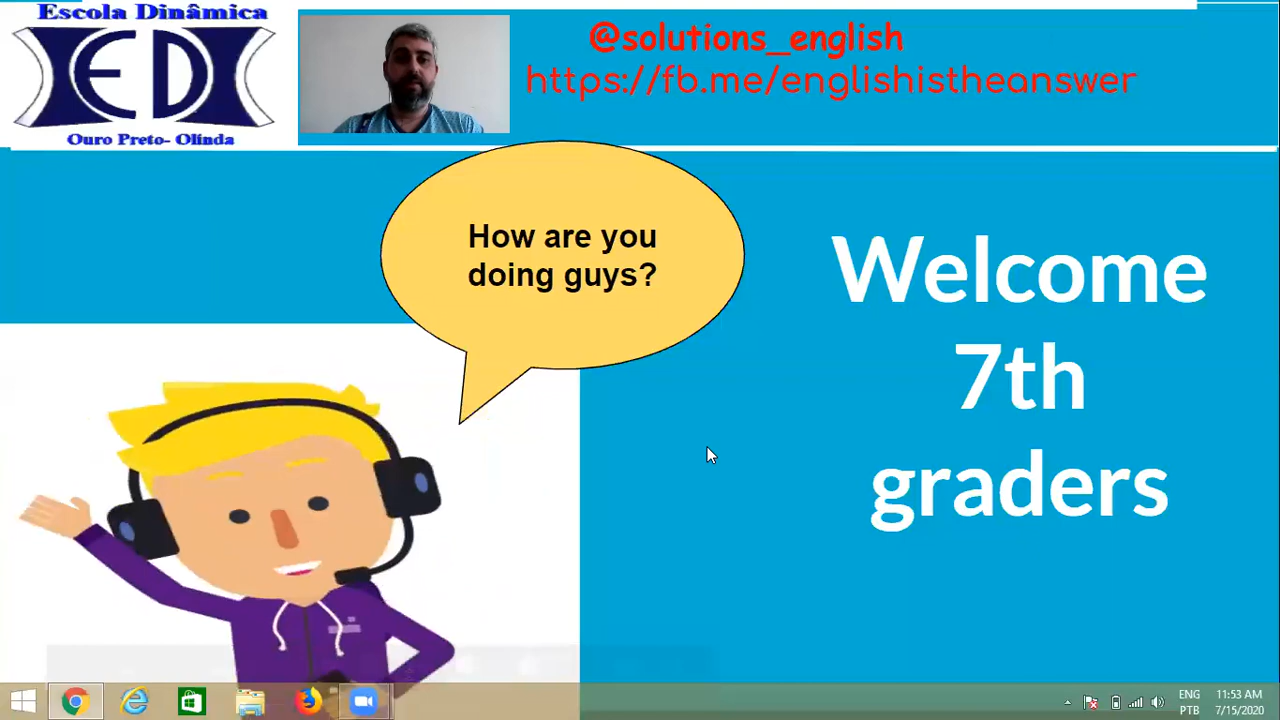 Escola Dinâmica
ED
Ouro Preto- Olinda
@solutions_english
https://fb.me/englishistheanswer
How are you
doing guys?
Welcome
7th
graders
ENG
11:53 AM
PTB
7/15/2020